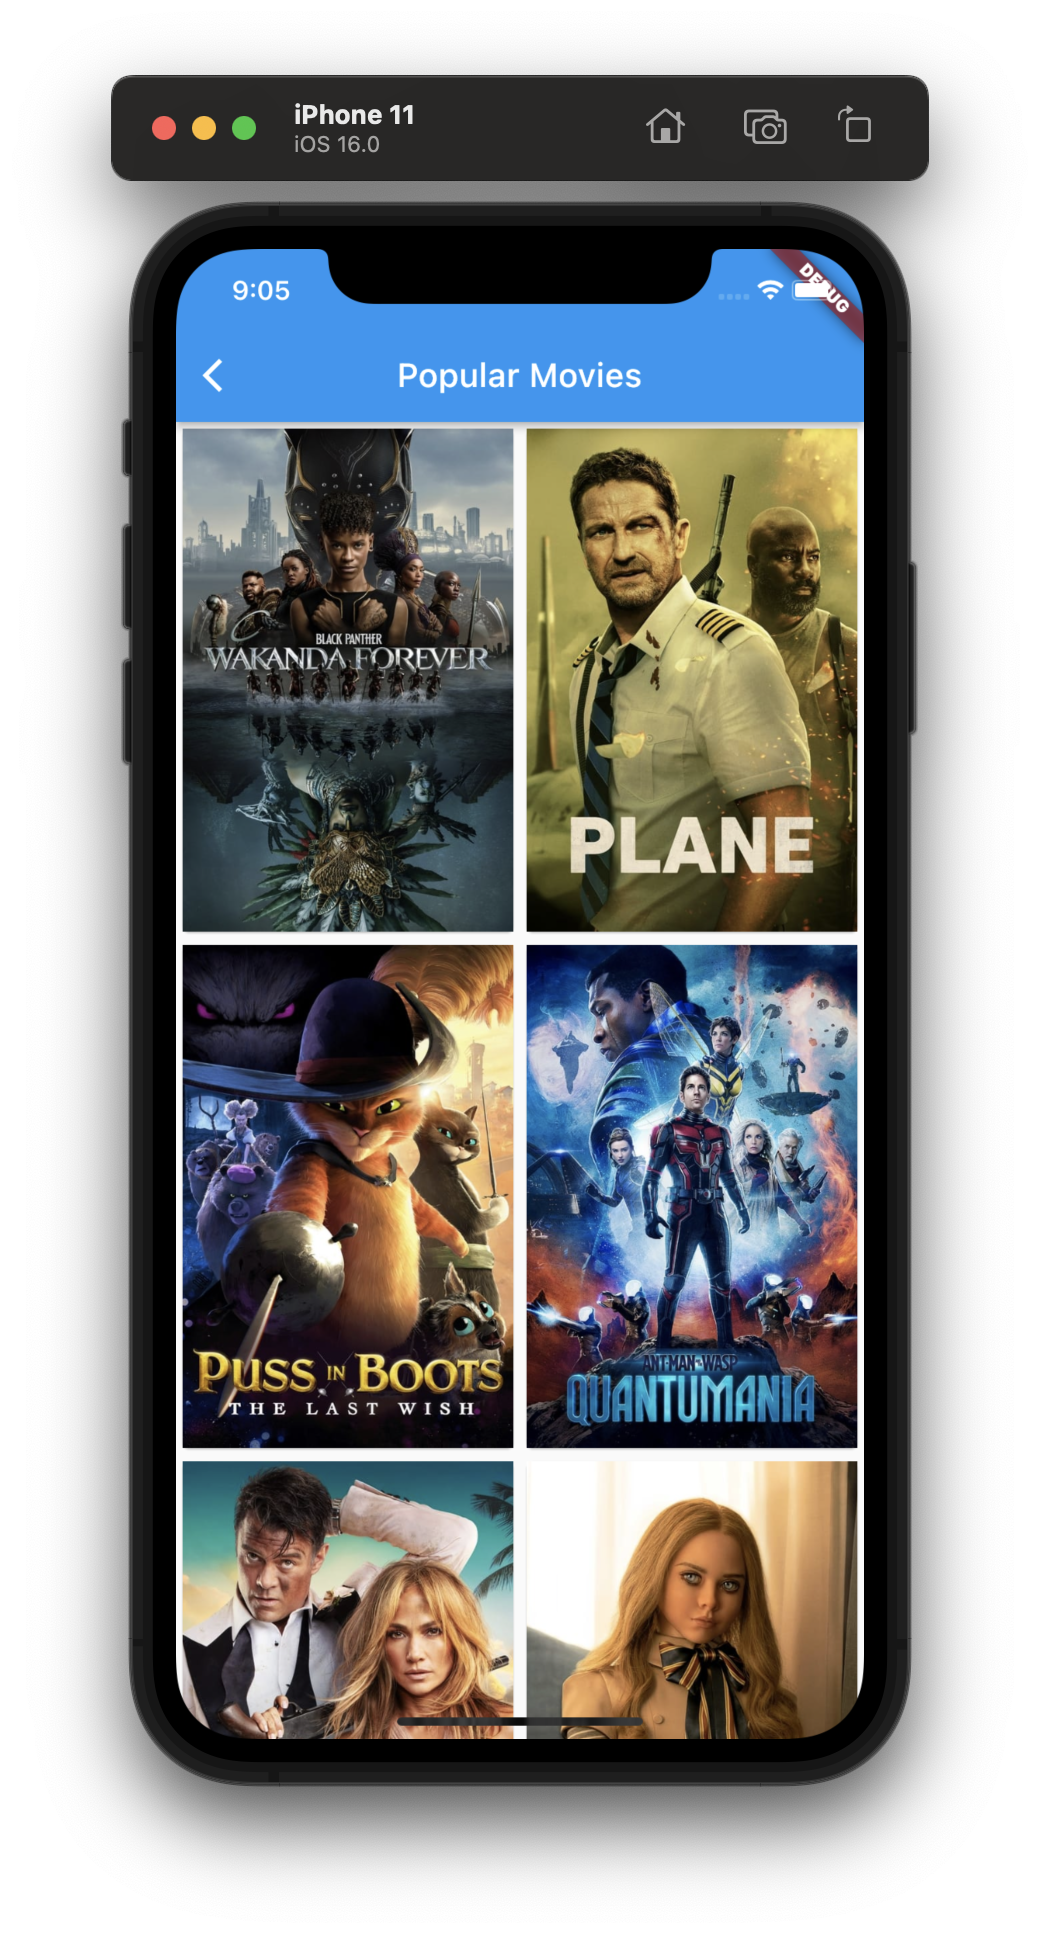 iPhone 11
iOS 16.0
9:05
DEBUG
Popular Movies
BLACK PANTHER
WAKANDA FOREVER
PLANE
PUSS IN BOOTS
THE LAST WISH
ANT-MAN AND THE WASP
QUANTUMANIA